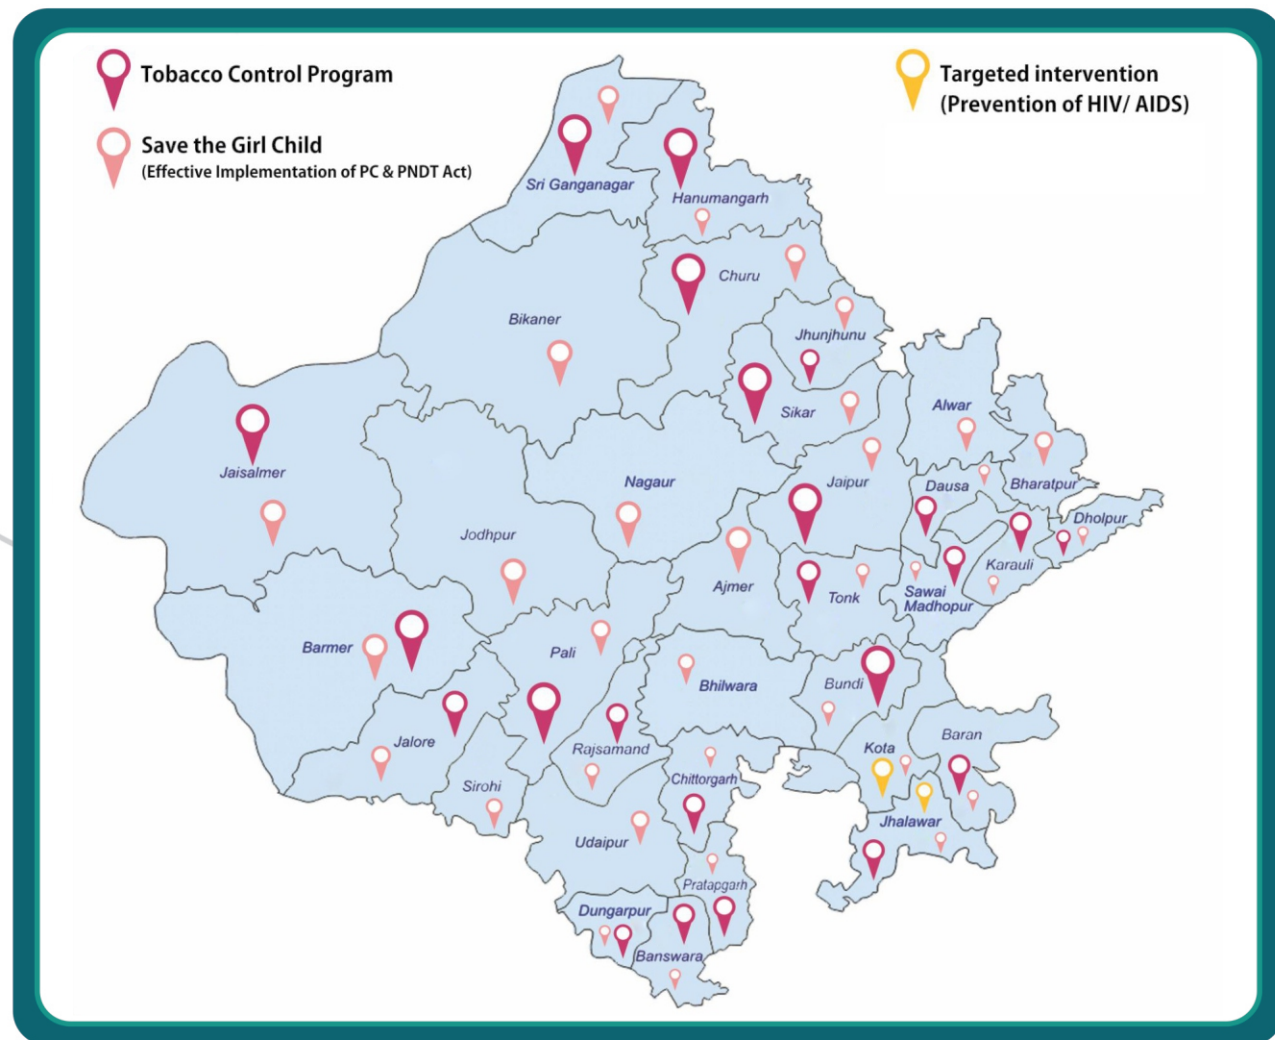 Tobacco Control Program
Save the Girl Child
(Effective Implementation of PC & PNDT Act)
Targeted intervention
(Prevention of HIV/ AIDS)
Sri Ganganagar
Hanumangarh
Churu
Bikaner
Jhunjhunu
Sikar
Alwar
Jaisalmer
Nagaur
Jaipur
Dausa
Bharatpur
Jodhpur
Dholpur
Ajmer
Tonk
Karauli
Sawai
Madhopur
Barmer
Pali
Bhilwara
Bundi
Jalore
Rajsamand
Kota
Baran
Sirohi
Chittorgarh
Udaipur
Jhalawar
Pratapgarh
Dungarpur
Banswara